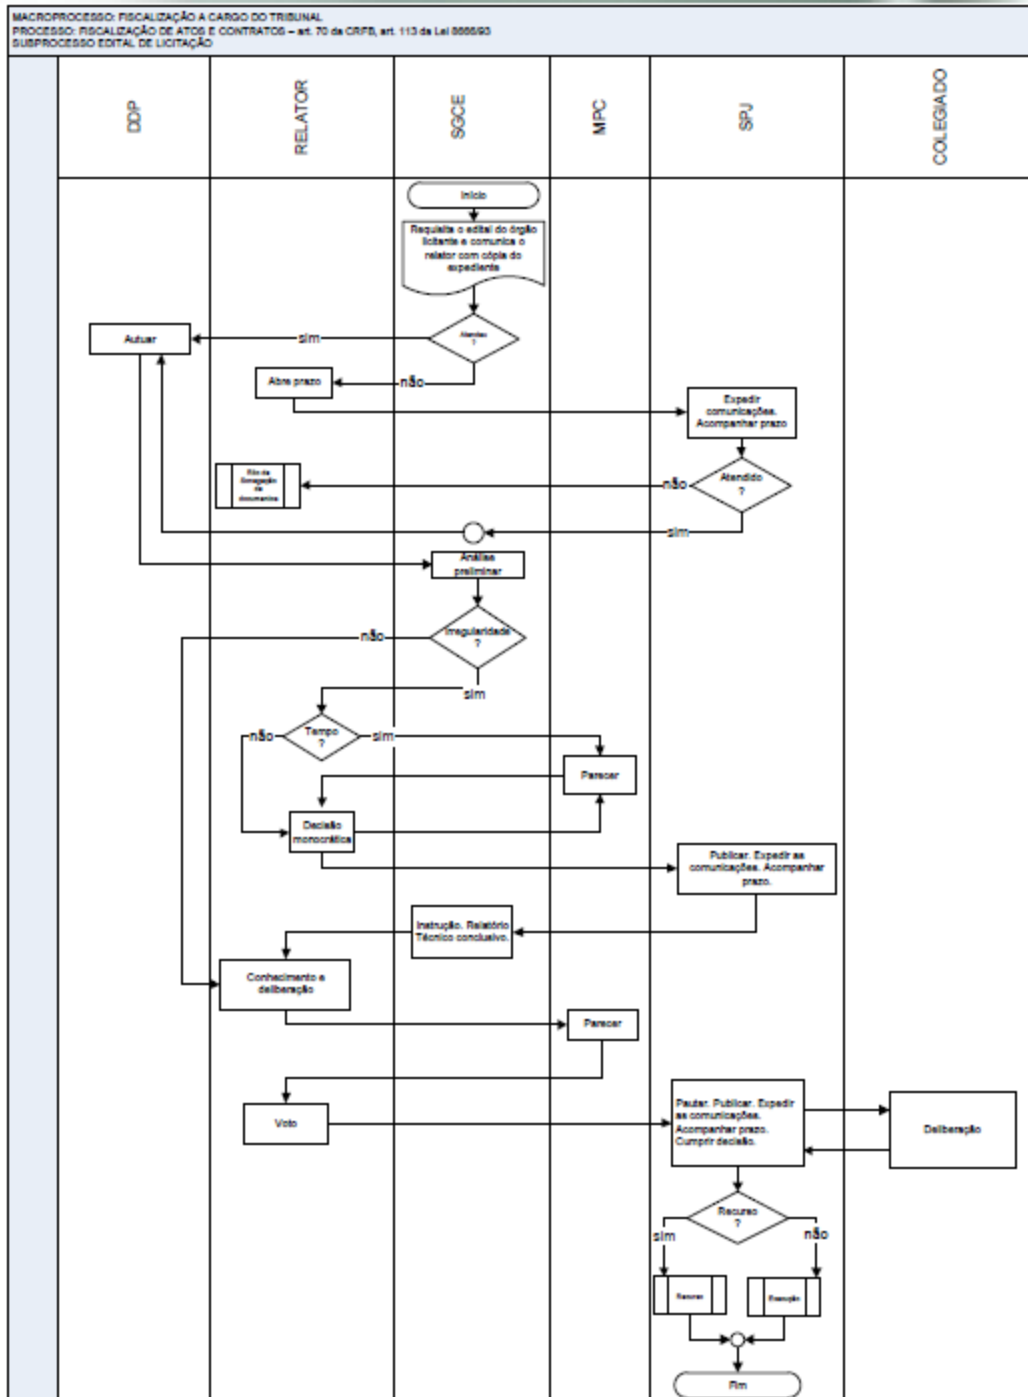 MACROPROCESSO: FISCALIZAÇÃO A CARGO DO TRIBUNAL
PROCESSO: FISCALIZAÇÃO DE ATOS E CONTRATOS – art. 70 da CRFB, art. 113 da Lei 8666/93
SUBPROCESSO EDITAL DE LICITAÇÃO
DDP
RELATOR
SGCE
MPC
SPJ
COLEGIADO
Início
Requisita o edital do órgão
licitante e comunica o
relator com cópia do
expediente
?
sim
Autuar
não
Abre prazo
Expedir
comunicações.
Acompanhar prazo
Atendido
?
não
Rito de
Sonegação
de
documentos
sim
Análise
preliminar
Irregularidade
?
não
sim
Tempo
?
não
sim
Parecer
Decisão
monocrática
Publicar. Expedir as
comunicações. Acompanhar
prazo.
Instrução. Relatório
Técnico conclusivo.
Conhecimento e
deliberação
Parecer
Voto
Pautar. Publicar. Expedir
as comunicações.
Acompanhar prazo.
Cumprir decisão.
Deliberação
Recurso
?
sim
não
Recurso
Execução
Fim